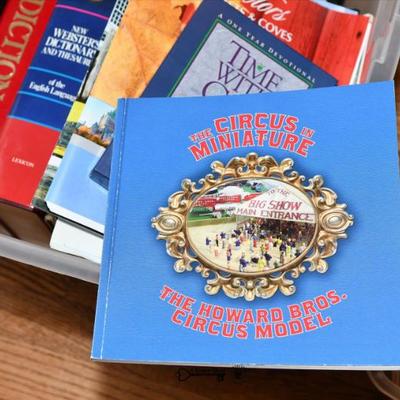 DICTION
NEW
WEBSTER'S
DICTIONARY
AND THESAURUS
of the
English Language
LEXICON
& COVES
A ONE YEAR DEVOTIONAL
TIME
WITH
THE CIRCUS IN
MINIATURE
TO THE
BIG SHOW
MAIN ENTRANCE
THE HOWARD BROS.
CIRCUS MODEL